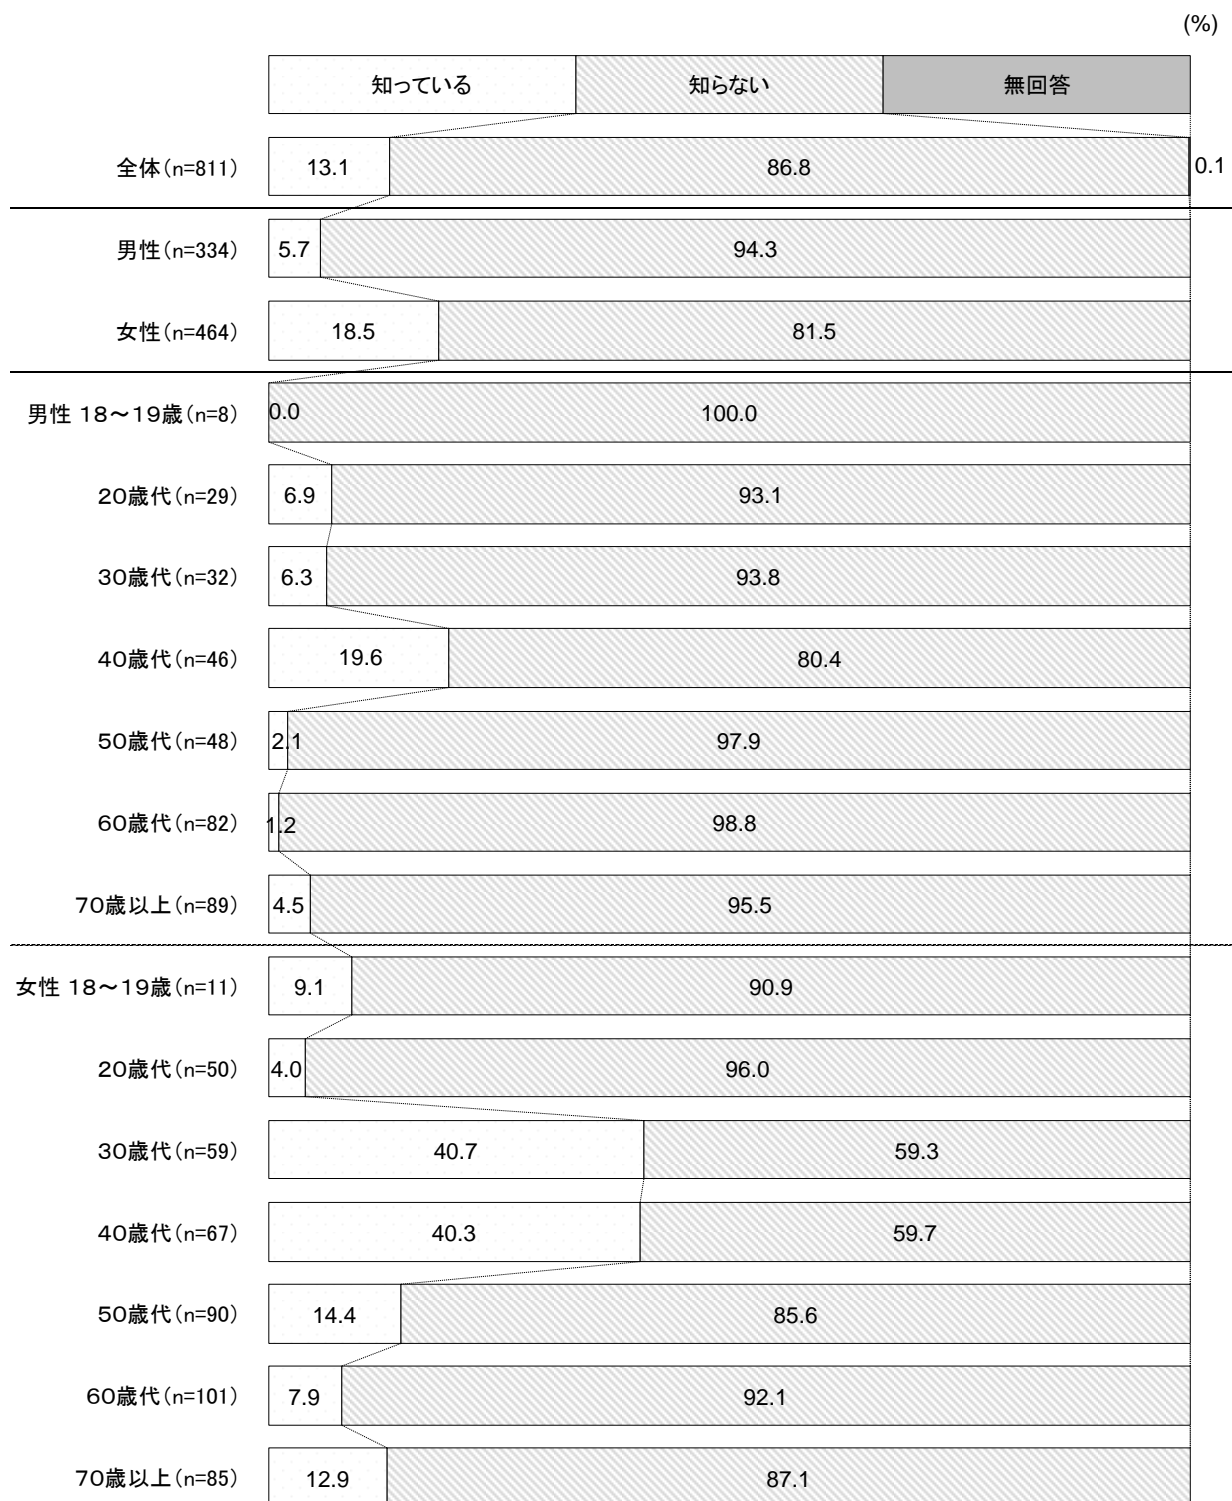 (%)
知っている 知らない 無回答
全体(n=811) 13.1 86.8 0.1
男性(n=334) 5.7 94.3
女性(n=464) 18.5 81.5
男性 18～19歳(n=8) 0.0 100.0
20歳代(n=29) 6.9 93.1
30歳代(n=32) 6.3 93.8
40歳代(n=46) 19.6 80.4
50歳代(n=48) 2.1 97.9
60歳代(n=82) 1.2 98.8
70歳以上(n=89) 4.5 95.5
女性 18～19歳(n=11) 9.1 90.9
20歳代(n=50) 4.0 96.0
30歳代(n=59) 40.7 59.3
40歳代(n=67) 40.3 59.7
50歳代(n=90) 14.4 85.6
60歳代(n=101) 7.9 92.1
70歳以上(n=85) 12.9 87.1